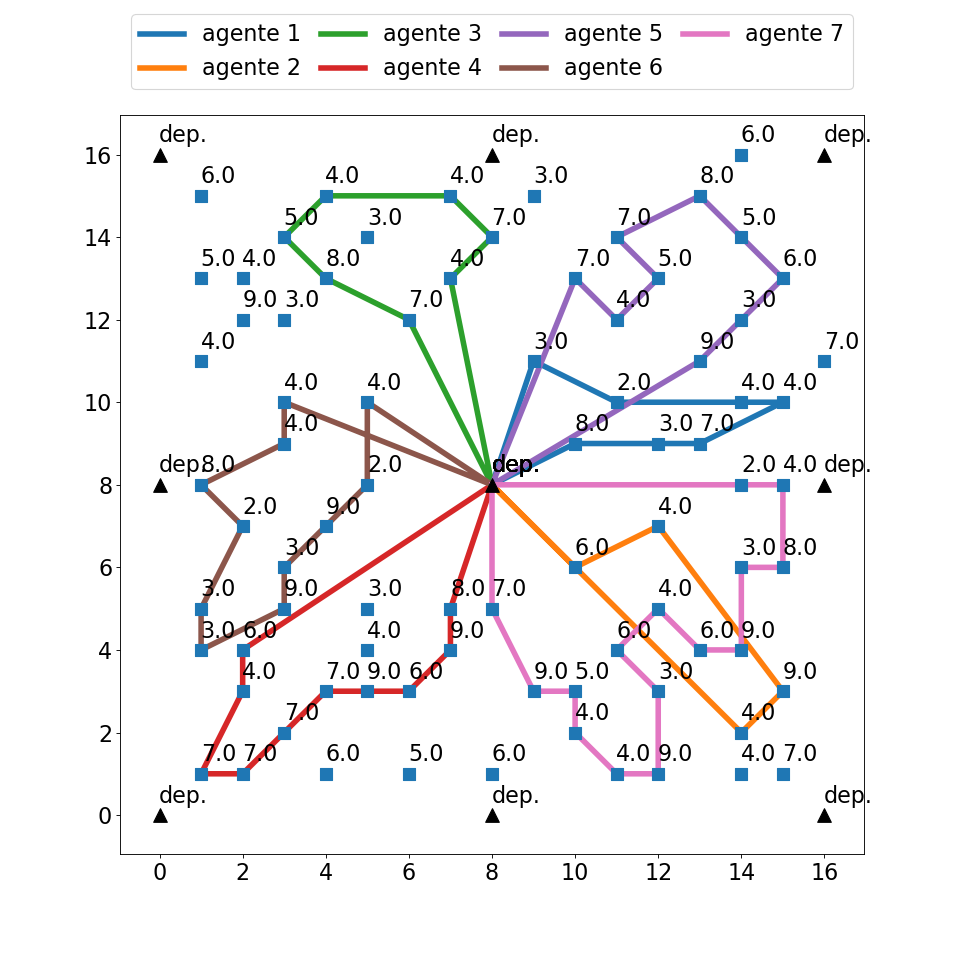 agente 1 agente 3 agente 5 agente 7
agente 2 agente 4 agente 6
dep. dep. 6.0 dep.
16
6.0 4.0 4.0 3.0 8.0
5.0 3.0 7.0 7.0 5.0
14
5.0 4.0 8.0 4.0 7.0 5.0 6.0
9.0 3.0 7.0 4.0 3.0
12
4.0 3.0 9.0 7.0
4.0 4.0 2.0 4.0 4.0
10
4.0 8.0 3.0 7.0
dep. 8.0 2.0 dep. 2.0 4.0 dep.
8
2.0 9.0 4.0
3.0 6.0 3.0 8.0
6
3.0 9.0 3.0 8.0 7.0 4.0
3.0 6.0 4.0 9.0 6.0 6.0 9.0
4
4.0 7.0 9.0 6.0 9.0 5.0 3.0 9.0
7.0 4.0 4.0
2
7.0 7.0 6.0 5.0 6.0 4.0 9.0 4.0 7.0
dep. dep. dep.
0
0 2 4 6 8 10 12 14 16